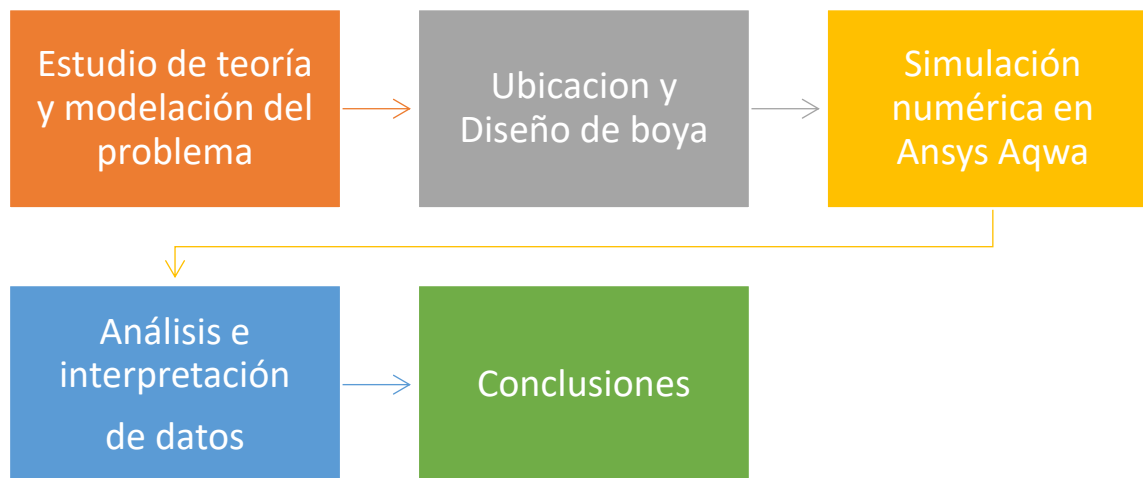 Estudio de teoría
y modelación del
problema
Ubicacion y
Diseño de boya
Simulación
numérica en
Ansys Aqwa
Análisis e
interpretación
de datos
Conclusiones